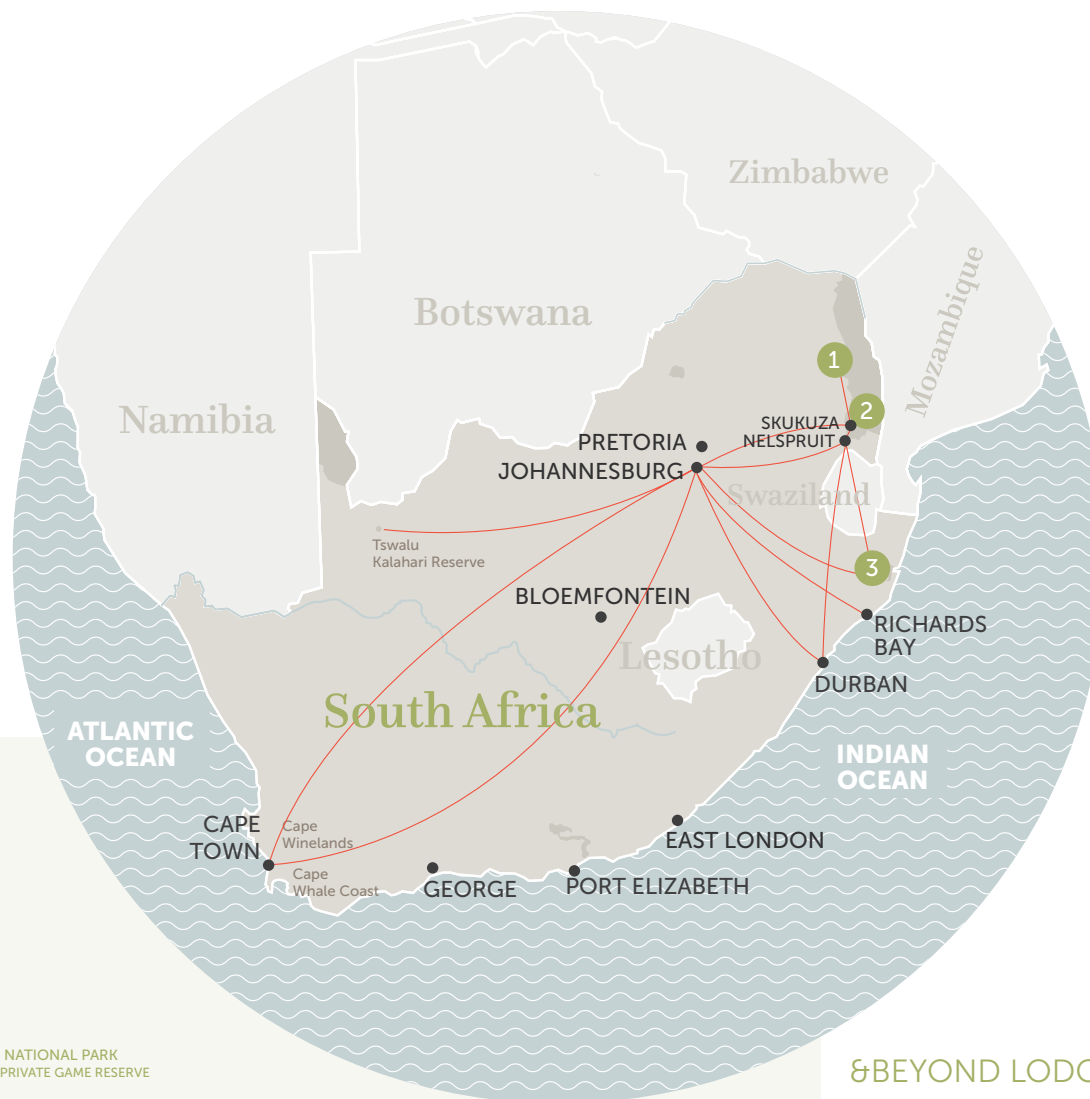 Zimbabwe
Botswana
Mozambique
Namibia
1
2
SKUKUZA
NELSPRUIT
PRETORIA
JOHANNESBURG
Swaziland
Tswalu
Kalahari Reserve
3
BLOEMFONTEIN
RICHARDS
BAY
Lesotho
DURBAN
South Africa
ATLANTIC
OCEAN
INDIAN
OCEAN
CAPE
TOWN
Cape
Winelands
EAST LONDON
Cape
Whale Coast
GEORGE
PORT ELIZABETH
NATIONAL PARK
PRIVATE GAME RESERVE
&BEYOND